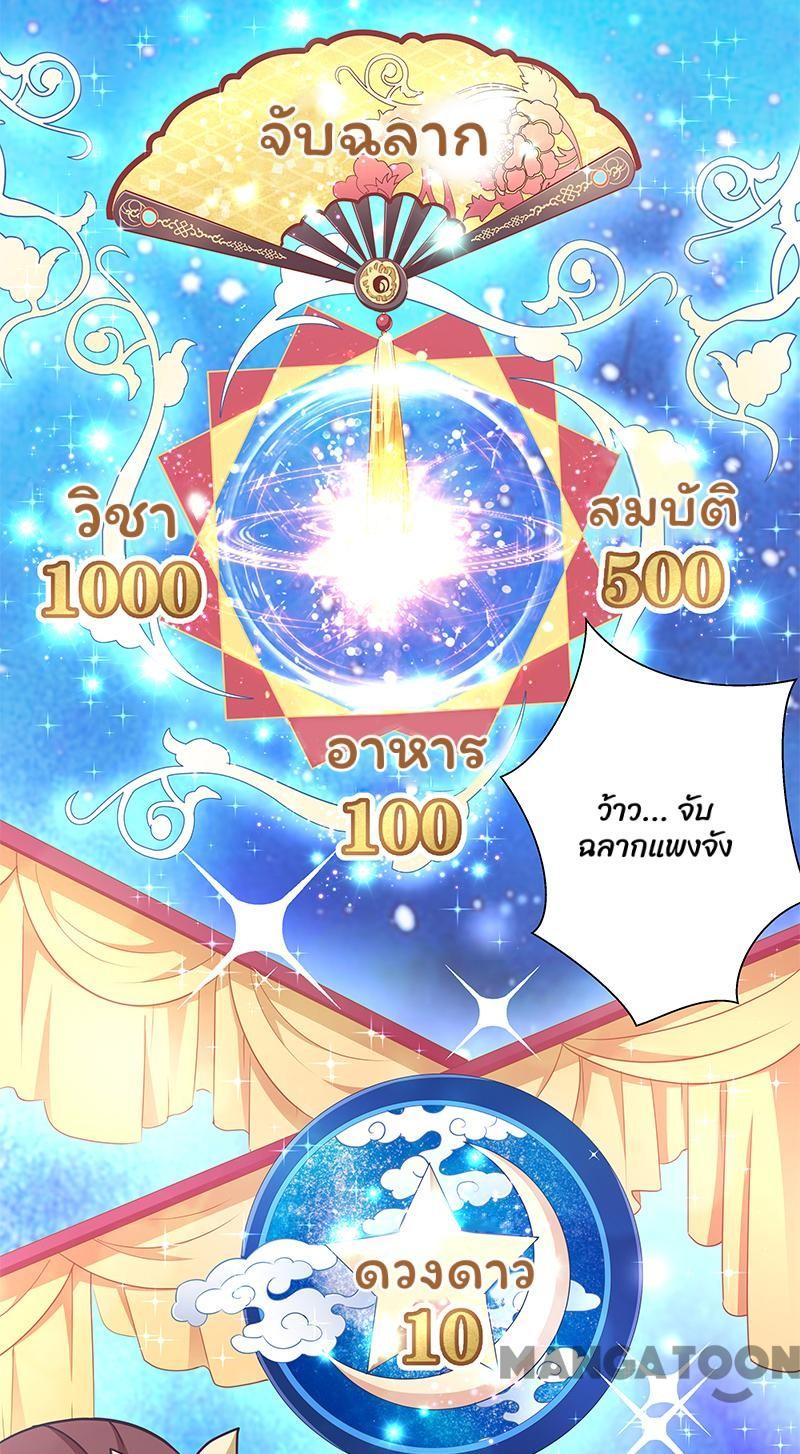 จับฉลาก
วิชา
1000
สมบัติ
500
อาหาร
100
ว้าว... จับ
ฉลากแพงจัง
ดวงดาว
10
MANGATOON